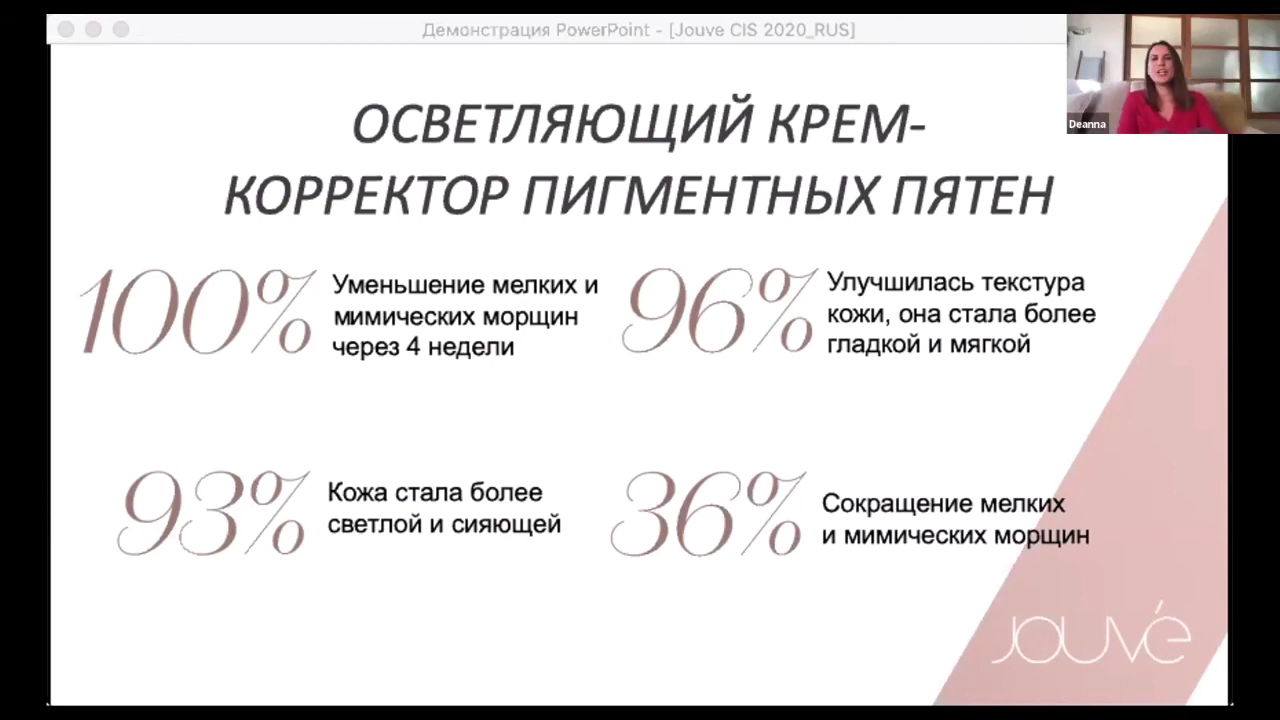 Демонстрация PowerPoint - [Jouve CIS 2020_RUS]
Deanna
ОСВЕТЛЯЮЩИЙ КРЕМ-
КОРРЕКТОР ПИГМЕНТНЫХ ПЯТЕН
100%
Уменьшение мелких и
мимических морщин
через 4 недели
96%
Улучшилась текстура
кожи, она стала более
гладкой и мягкой
93%
Кожа стала более
светлой и сияющей
36%
Сокращение мелких
и мимических морщин
Jouvé